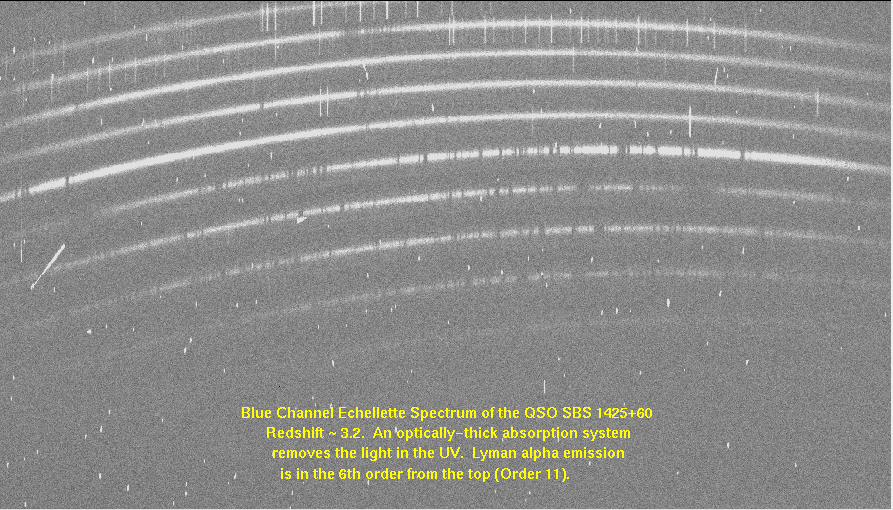 Blue Channel Echellette Spectrum of the QSO SBS 1425+60
Redshift ~ 3.2. An optically-thick absorption system
removes the light in the UV. Lyman alpha emission
is in the 6th order from the top (Order 11).